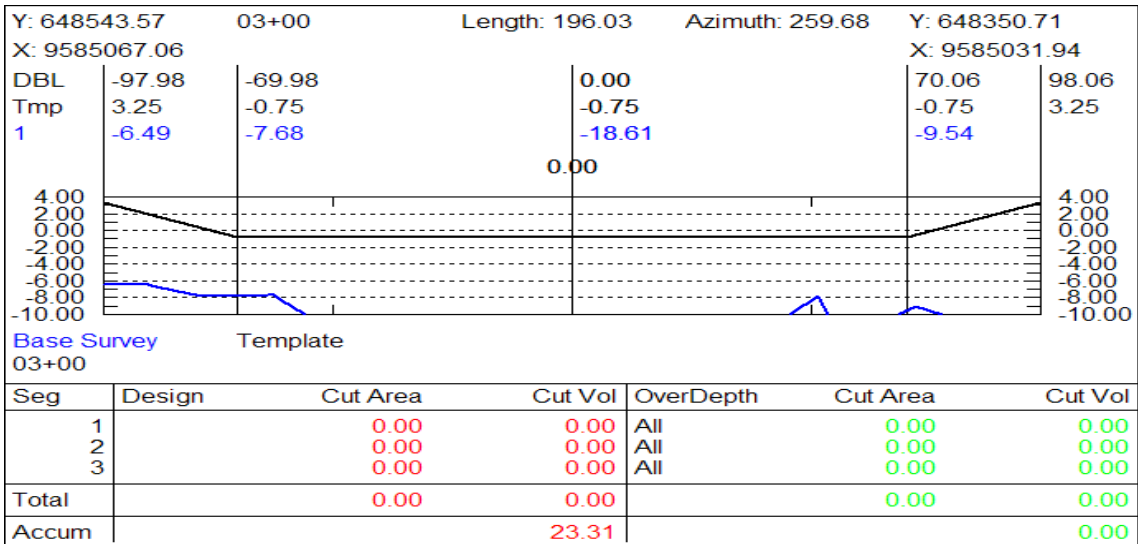 Y: 648543.57 03+00 Length: 196.03 Azimuth: 259.68 Y: 648350.71
X: 9585067.06 X: 9585031.94
DBL -97.98 -69.98 0.00 70.06 98.06
Tmp 3.25 -0.75 -0.75 -0.75 3.25
1 -6.49 -7.68 -18.61 -9.54
0.00
4.00 4.00
2.00 2.00
0.00 0.00
-2.00 -2.00
-4.00 -4.00
-6.00 -6.00
-8.00 -8.00
-10.00 -10.00
Base Survey Template
03+00
Seg Design Cut Area Cut Vol OverDepth Cut Area Cut Vol
1 0.00 0.00 All 0.00 0.00
2 0.00 0.00 All 0.00 0.00
3 0.00 0.00 All 0.00 0.00
Total 0.00 0.00 0.00 0.00
Accum 23.31 0.00